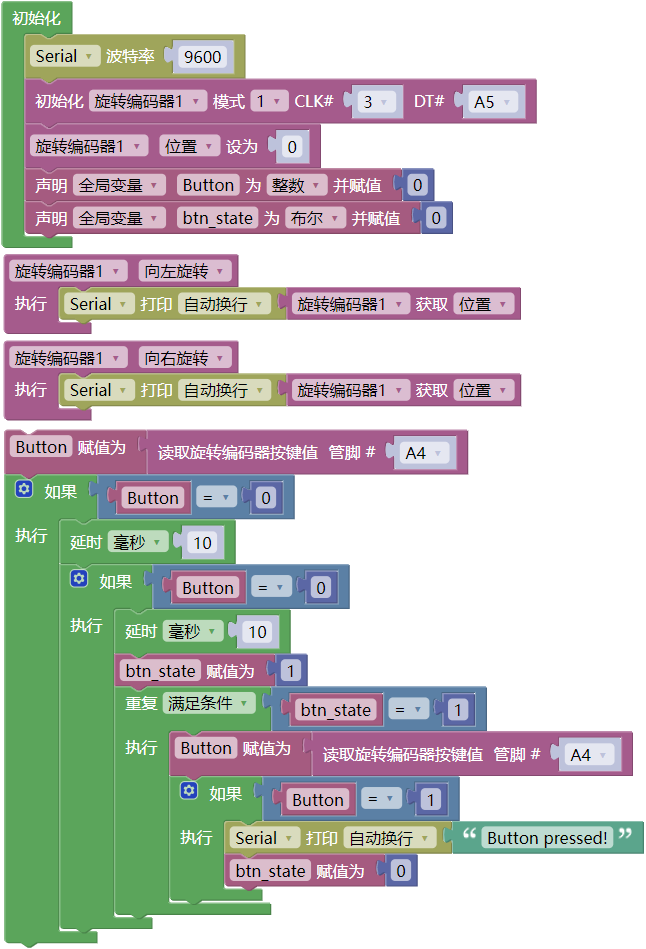 初始化
Serial 波特率 9600
初始化 旋转编码器1 模式 1 CLK# 3 DT# A5
旋转编码器1 位置 设为 0
声明 全局变量 Button 为 整数 并赋值 0
声明 全局变量 btn_state 为 布尔 并赋值 0
旋转编码器1 向左旋转
执行 Serial 打印 自动换行 旋转编码器1 获取 位置
旋转编码器1 向右旋转
执行 Serial 打印 自动换行 旋转编码器1 获取 位置
Button 赋值为 读取旋转编码器按键值 管脚 # A4
如果 Button = 0
执行 延时 毫秒 10
如果 Button = 0
执行 延时 毫秒 10
btn_state 赋值为 1
重复 满足条件 btn_state = 1
执行 Button 赋值为 读取旋转编码器按键值 管脚 # A4
如果 Button = 1
执行 Serial 打印 自动换行 “ Button pressed! ”
btn_state 赋值为 0